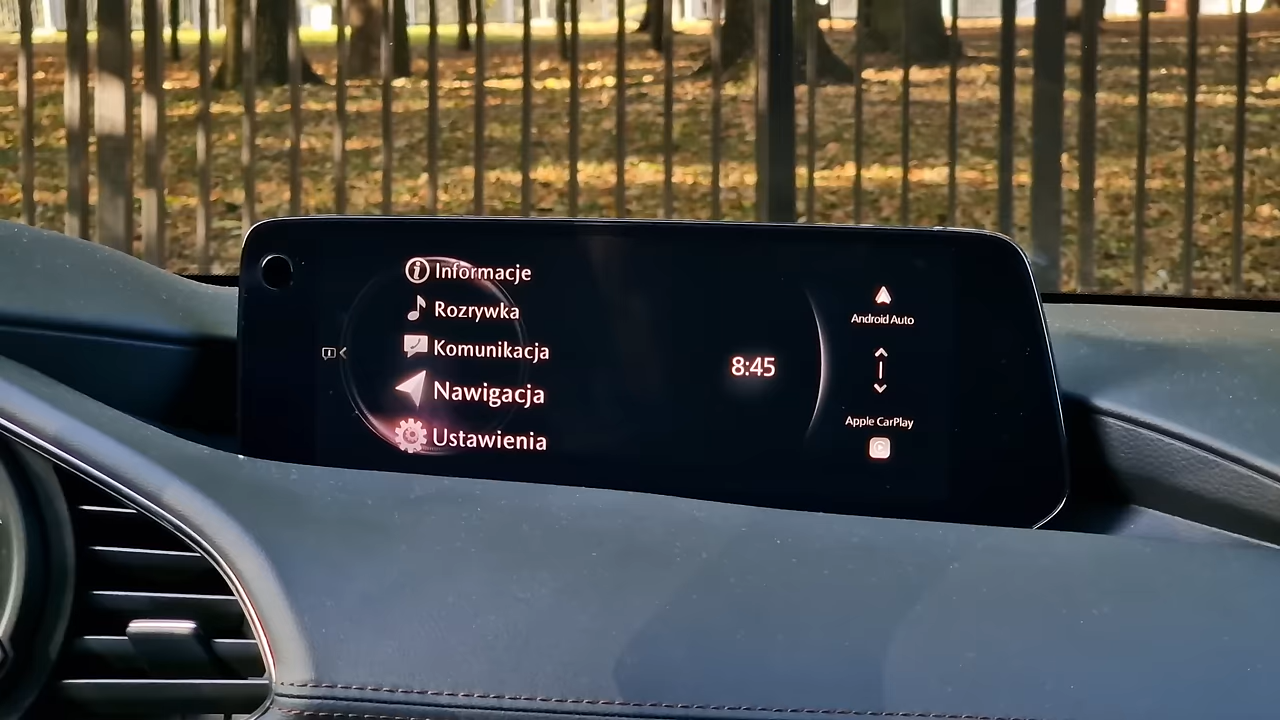 Informacje
Rozrywka
Komunikacja
Nawigacja
Ustawienia
8:45
Android Auto
Apple CarPlay